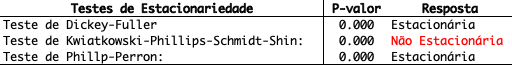 Testes de Estacionariedade P-valor Resposta
Teste de Dickey-Fuller 0.000 Estacionária
Teste de Kwiatkowski-Phillips-Schmidt-Shin: 0.000 Não Estacionária
Teste de Phillp-Perron: 0.000 Estacionária